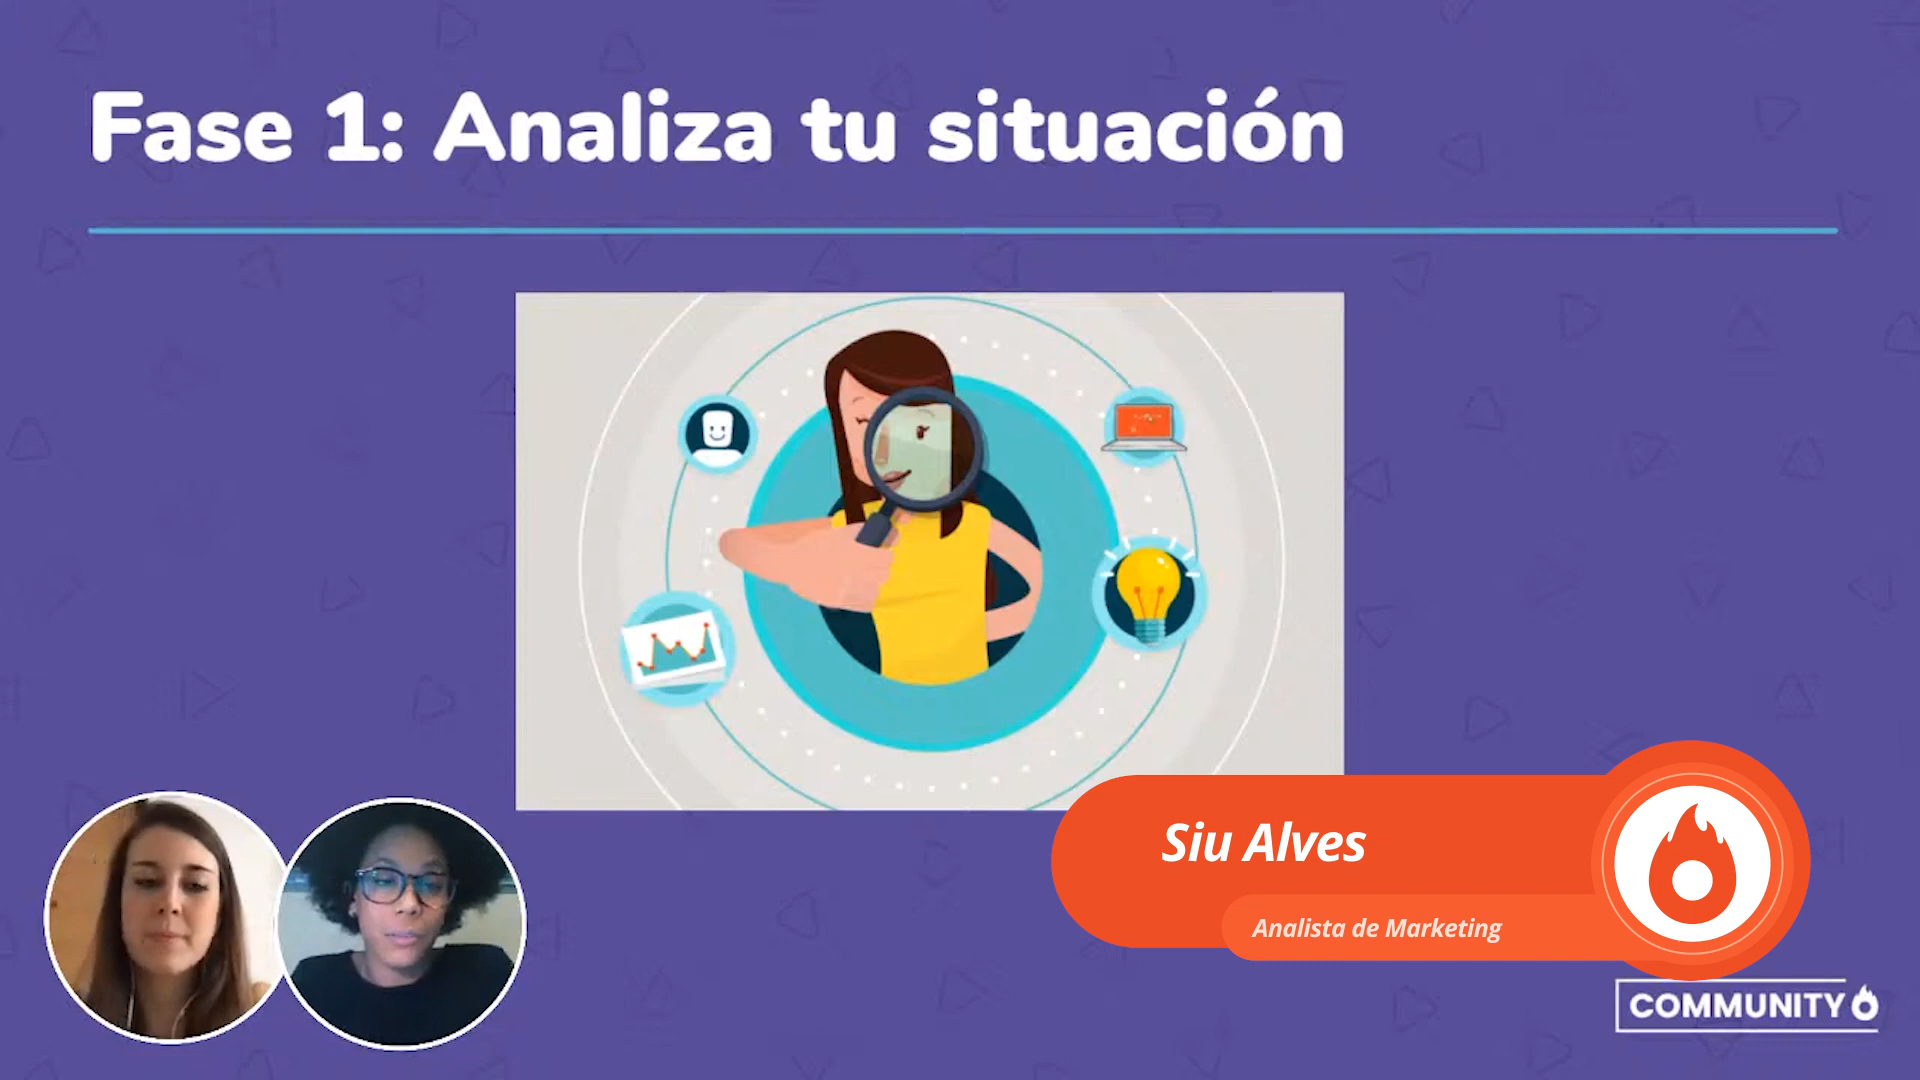 Fase 1: Analiza tu situación
Siu Alves
Analista de Marketing
COMMUNITY